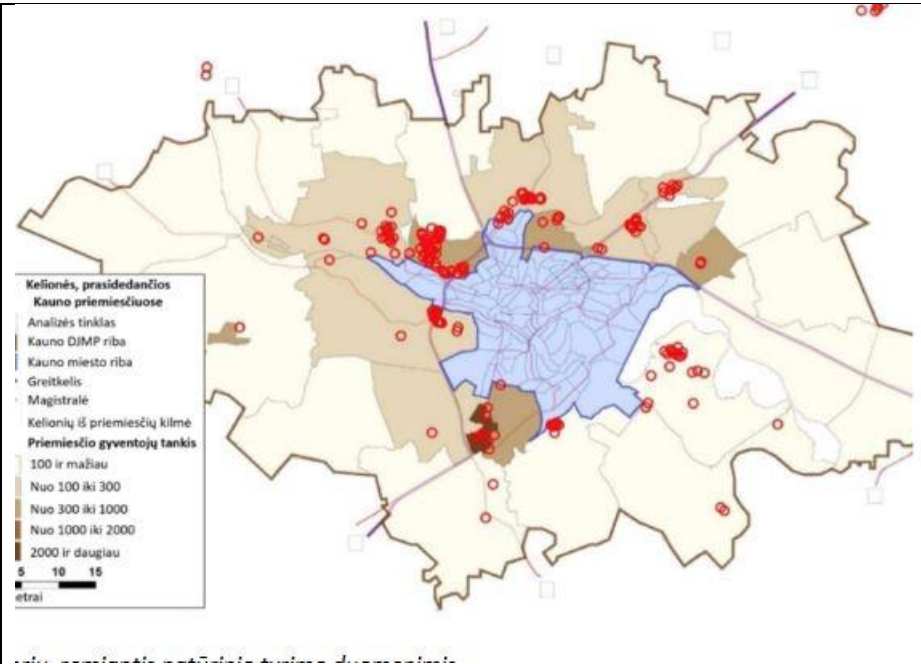 Kelionės, prasidedančios
Kauno priemiesčiuose
Analizės tinklas
Kauno DJMP riba
Kauno miesto riba
Greitkelis
Magistralė
Kelionių iš priemiesčių kilmė
Priemiesčio gyventojų tankis
100 ir mažiau
Nuo 100 iki 300
Nuo 300 iki 1000
Nuo 1000 iki 2000
2000 ir daugiau
5 10 15
etrai